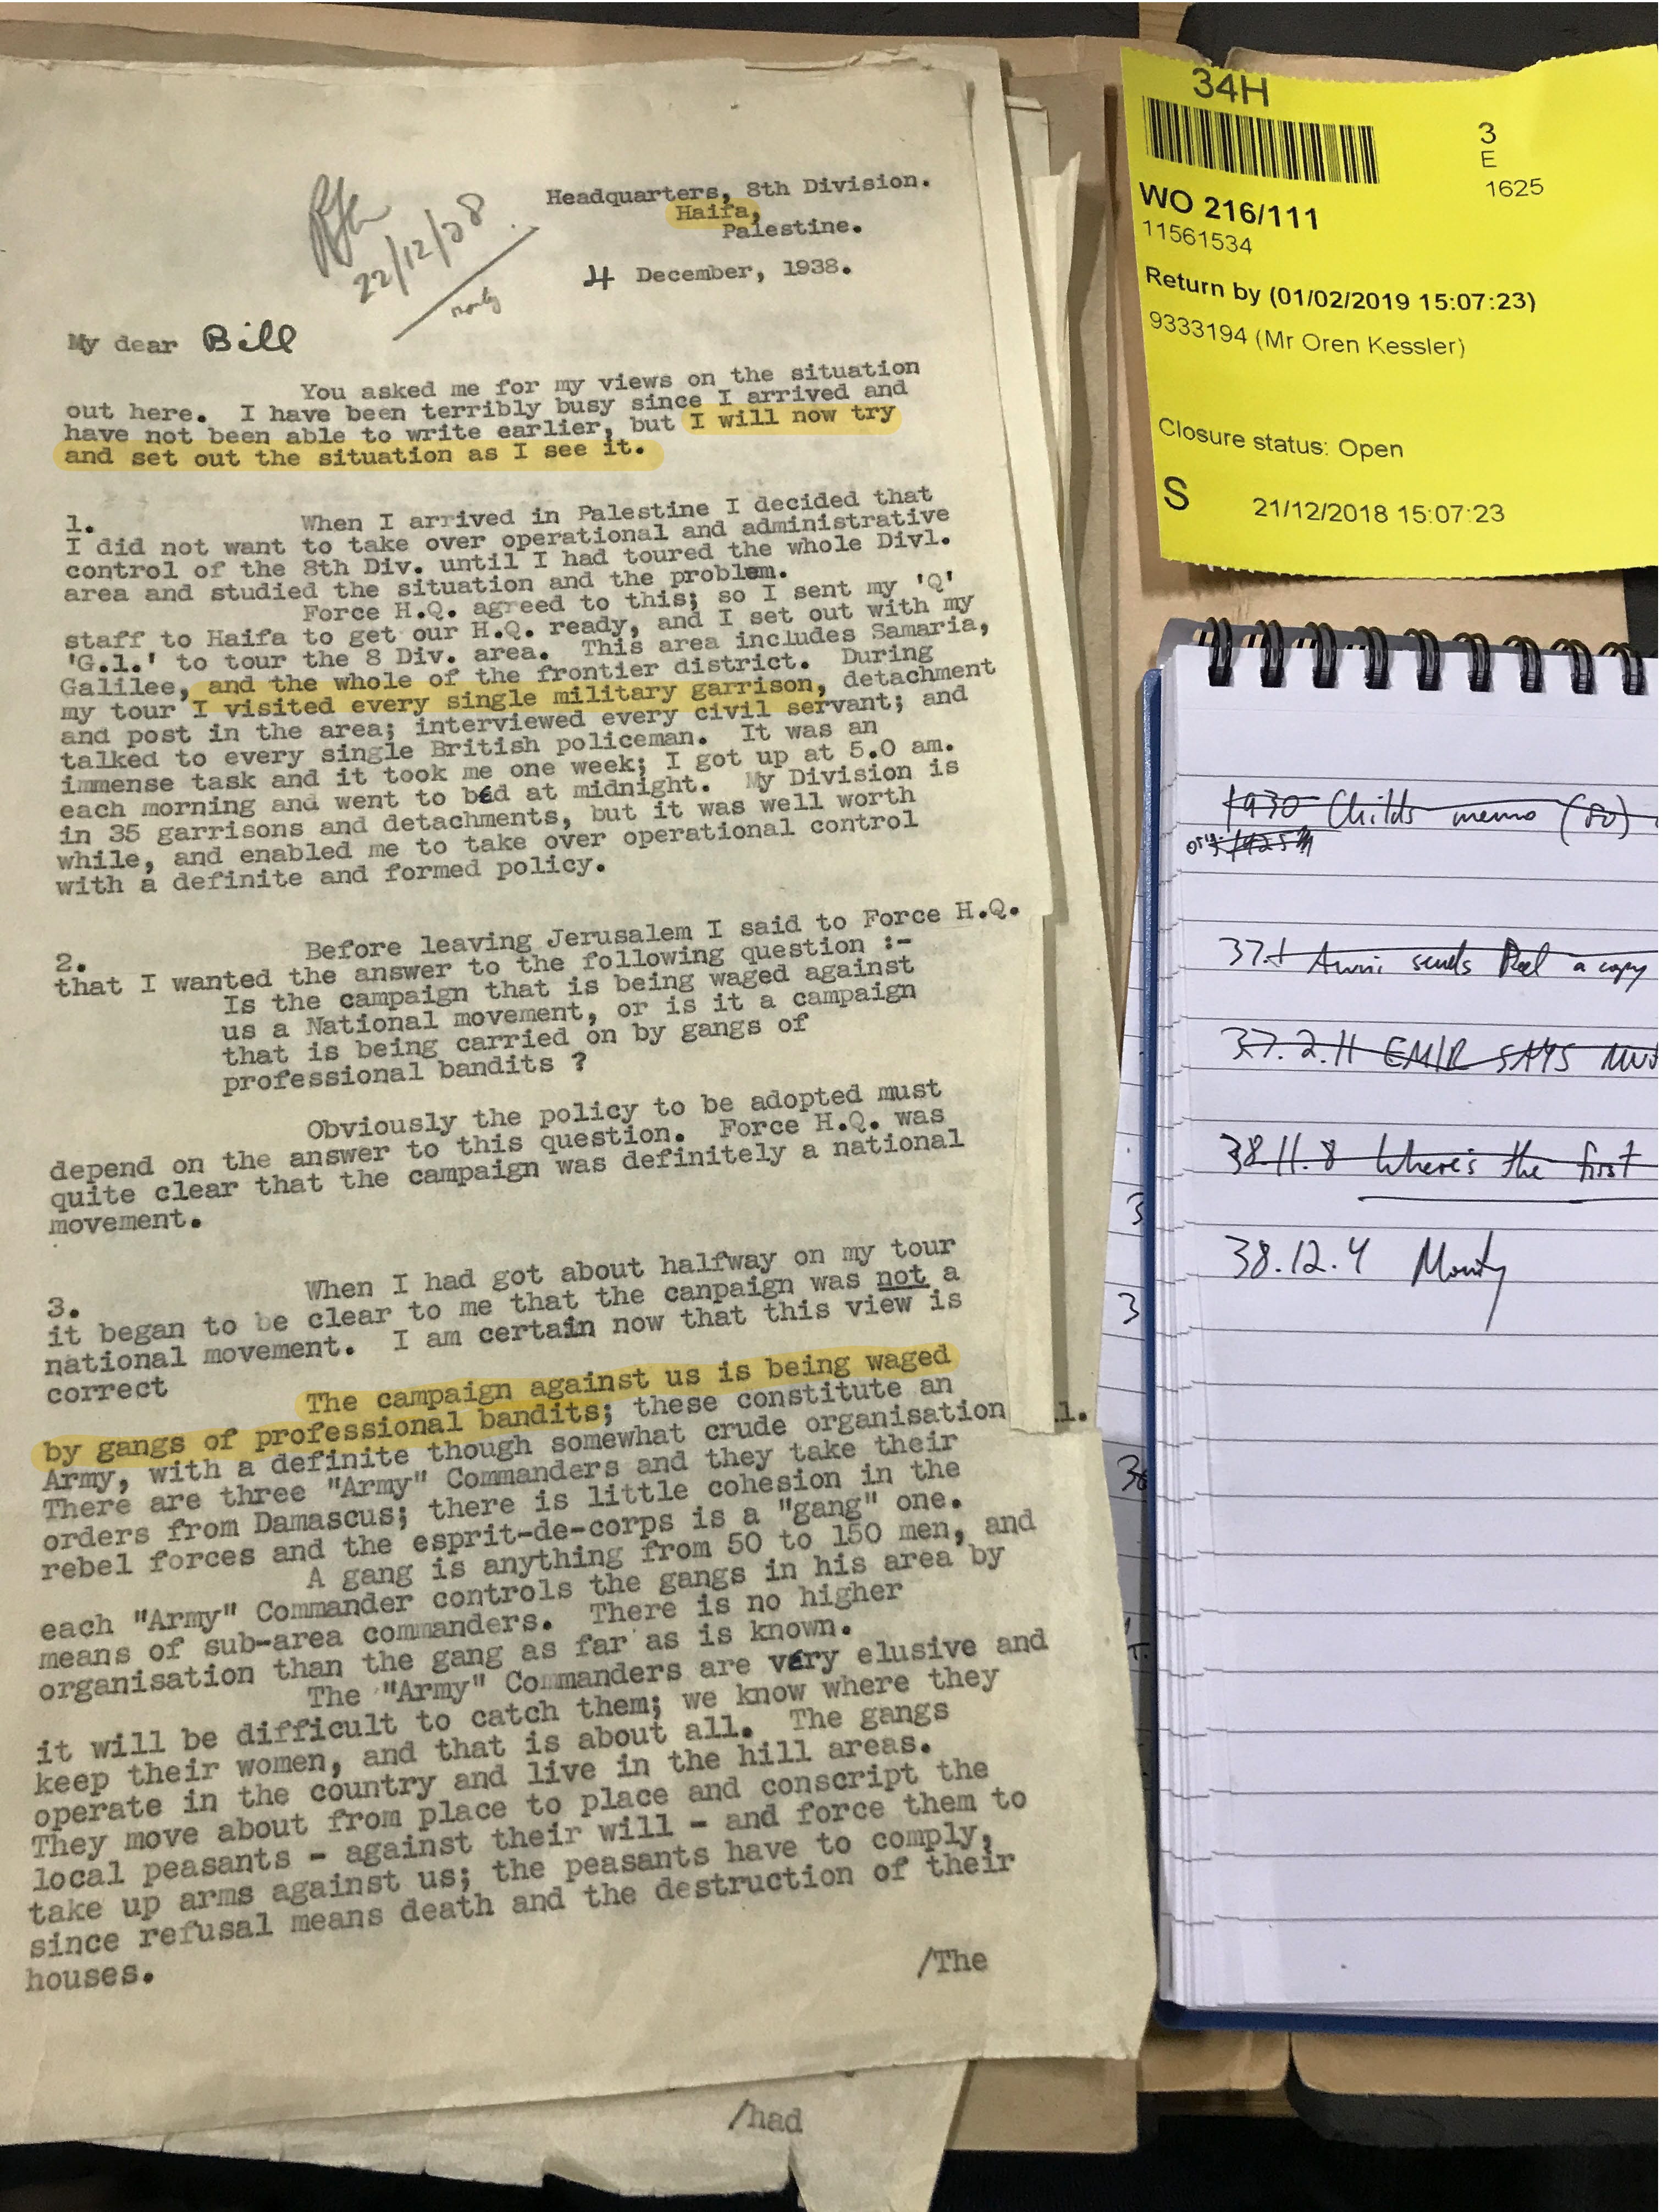 Headquarters, 8th Division.
Haifa,
Palestine.
22/12/38
4 December, 1938.
My dear Bill
You asked me for my views on the situation
out here. I have been terribly busy since I arrived and
have not been able to write earlier, but I will now try
and set out the situation as I see it.
1. When I arrived in Palestine I decided that
I did not want to take over operational and administrative
control of the 8th Div. until I had toured the whole Divl.
area and studied the situation and the problem.
Force H.Q. agreed to this; so I sent my 'Q'
staff to Haifa to get our H.Q. ready, and I set out with my
'G.1.' to tour the 8 Div. area. This area includes Samaria,
Galilee, and the whole of the frontier district. During
my tour I visited every single military garrison, detachment
and post in the area; interviewed every civil servant; and
talked to every single British policeman. It was an
immense task and it took me one week; I got up at 5.0 am.
each morning and went to bed at midnight. My Division is
in 35 garrisons and detachments, but it was well worth
while, and enabled me to take over operational control
with a definite and formed policy.
2. Before leaving Jerusalem I said to Force H.Q.
that I wanted the answer to the following question :-
Is the campaign that is being waged against
us a National movement, or is it a campaign
that is being carried on by gangs of
professional bandits ?
Obviously the policy to be adopted must
depend on the answer to this question. Force H.Q. was
quite clear that the campaign was definitely a national
movement.
3. When I had got about halfway on my tour
it began to be clear to me that the canpaign was not a
national movement. I am certain now that this view is
correct
The campaign against us is being waged
by gangs of professional bandits; these constitute an
Army, with a definite though somewhat crude organisation
There are three "Army" Commanders and they take their
orders from Damascus; there is little cohesion in the
rebel forces and the esprit-de-corps is a "gang" one.
A gang is anything from 50 to 150 men, and
each "Army" Commander controls the gangs in his area by
means of sub-area commanders. There is no higher
organisation than the gang as far as is known.
The "Army" Commanders are very elusive and
it will be difficult to catch them; we know where they
keep their women, and that is about all. The gangs
operate in the country and live in the hill areas.
They move about from place to place and conscript the
local peasants - against their will - and force them to
take up arms against us; the peasants have to comply,
since refusal means death and the destruction of their
houses.
/The
/had
34H
3
E
1625
WO 216/111
11561534
Return by (01/02/2019 15:07:23)
9333194 (Mr Oren Kessler)
Closure status: Open
S 21/12/2018 15:07:23
1930 Childs memo (80)
37.1 Awni sends Peel a copy
37.2.11 EMIR SAYS
38.11.8 Where's the first
38.12.4 Monty